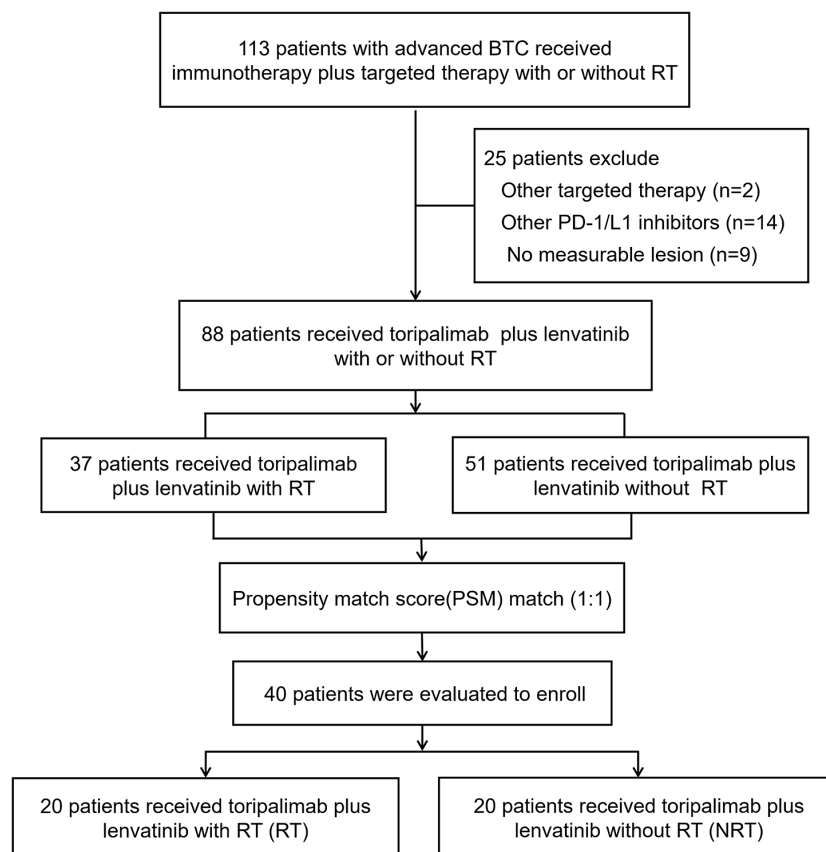 113 patients with advanced BTC received
immunotherapy plus targeted therapy with or without RT
25 patients exclude
Other targeted therapy (n=2)
Other PD-1/L1 inhibitors (n=14)
No measurable lesion (n=9)
88 patients received toripalimab plus lenvatinib
with or without RT
37 patients received toripalimab
plus lenvatinib with RT
51 patients received toripalimab plus
lenvatinib without RT
Propensity match score(PSM) match (1:1)
40 patients were evaluated to enroll
20 patients received toripalimab plus
lenvatinib with RT (RT)
20 patients received toripalimab plus
lenvatinib without RT (NRT)